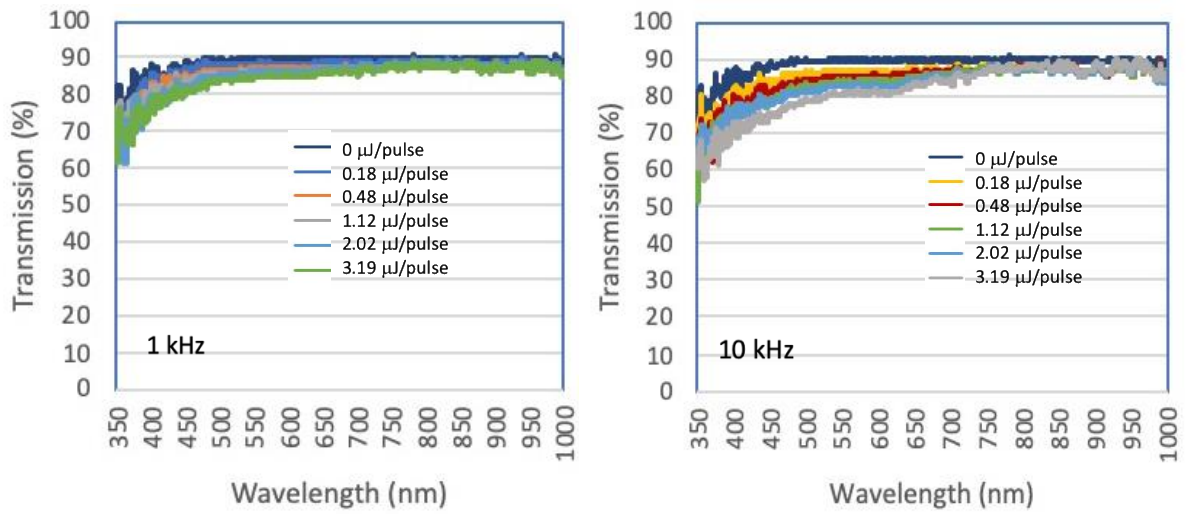 100
90
80
70
60
50
40
30
20
10
0
Transmission (%)
0 µJ/pulse
0.18 µJ/pulse
0.48 µJ/pulse
1.12 µJ/pulse
2.02 µJ/pulse
3.19 µJ/pulse
1 kHz
350 400 450 500 550 600 650 700 750 800 850 900 950 1000
Wavelength (nm)
100
90
80
70
60
50
40
30
20
10
0
Transmission (%)
0 µJ/pulse
0.18 µJ/pulse
0.48 µJ/pulse
1.12 µJ/pulse
2.02 µJ/pulse
3.19 µJ/pulse
10 kHz
350 400 450 500 550 600 650 700 750 800 850 900 950 1000
Wavelength (nm)